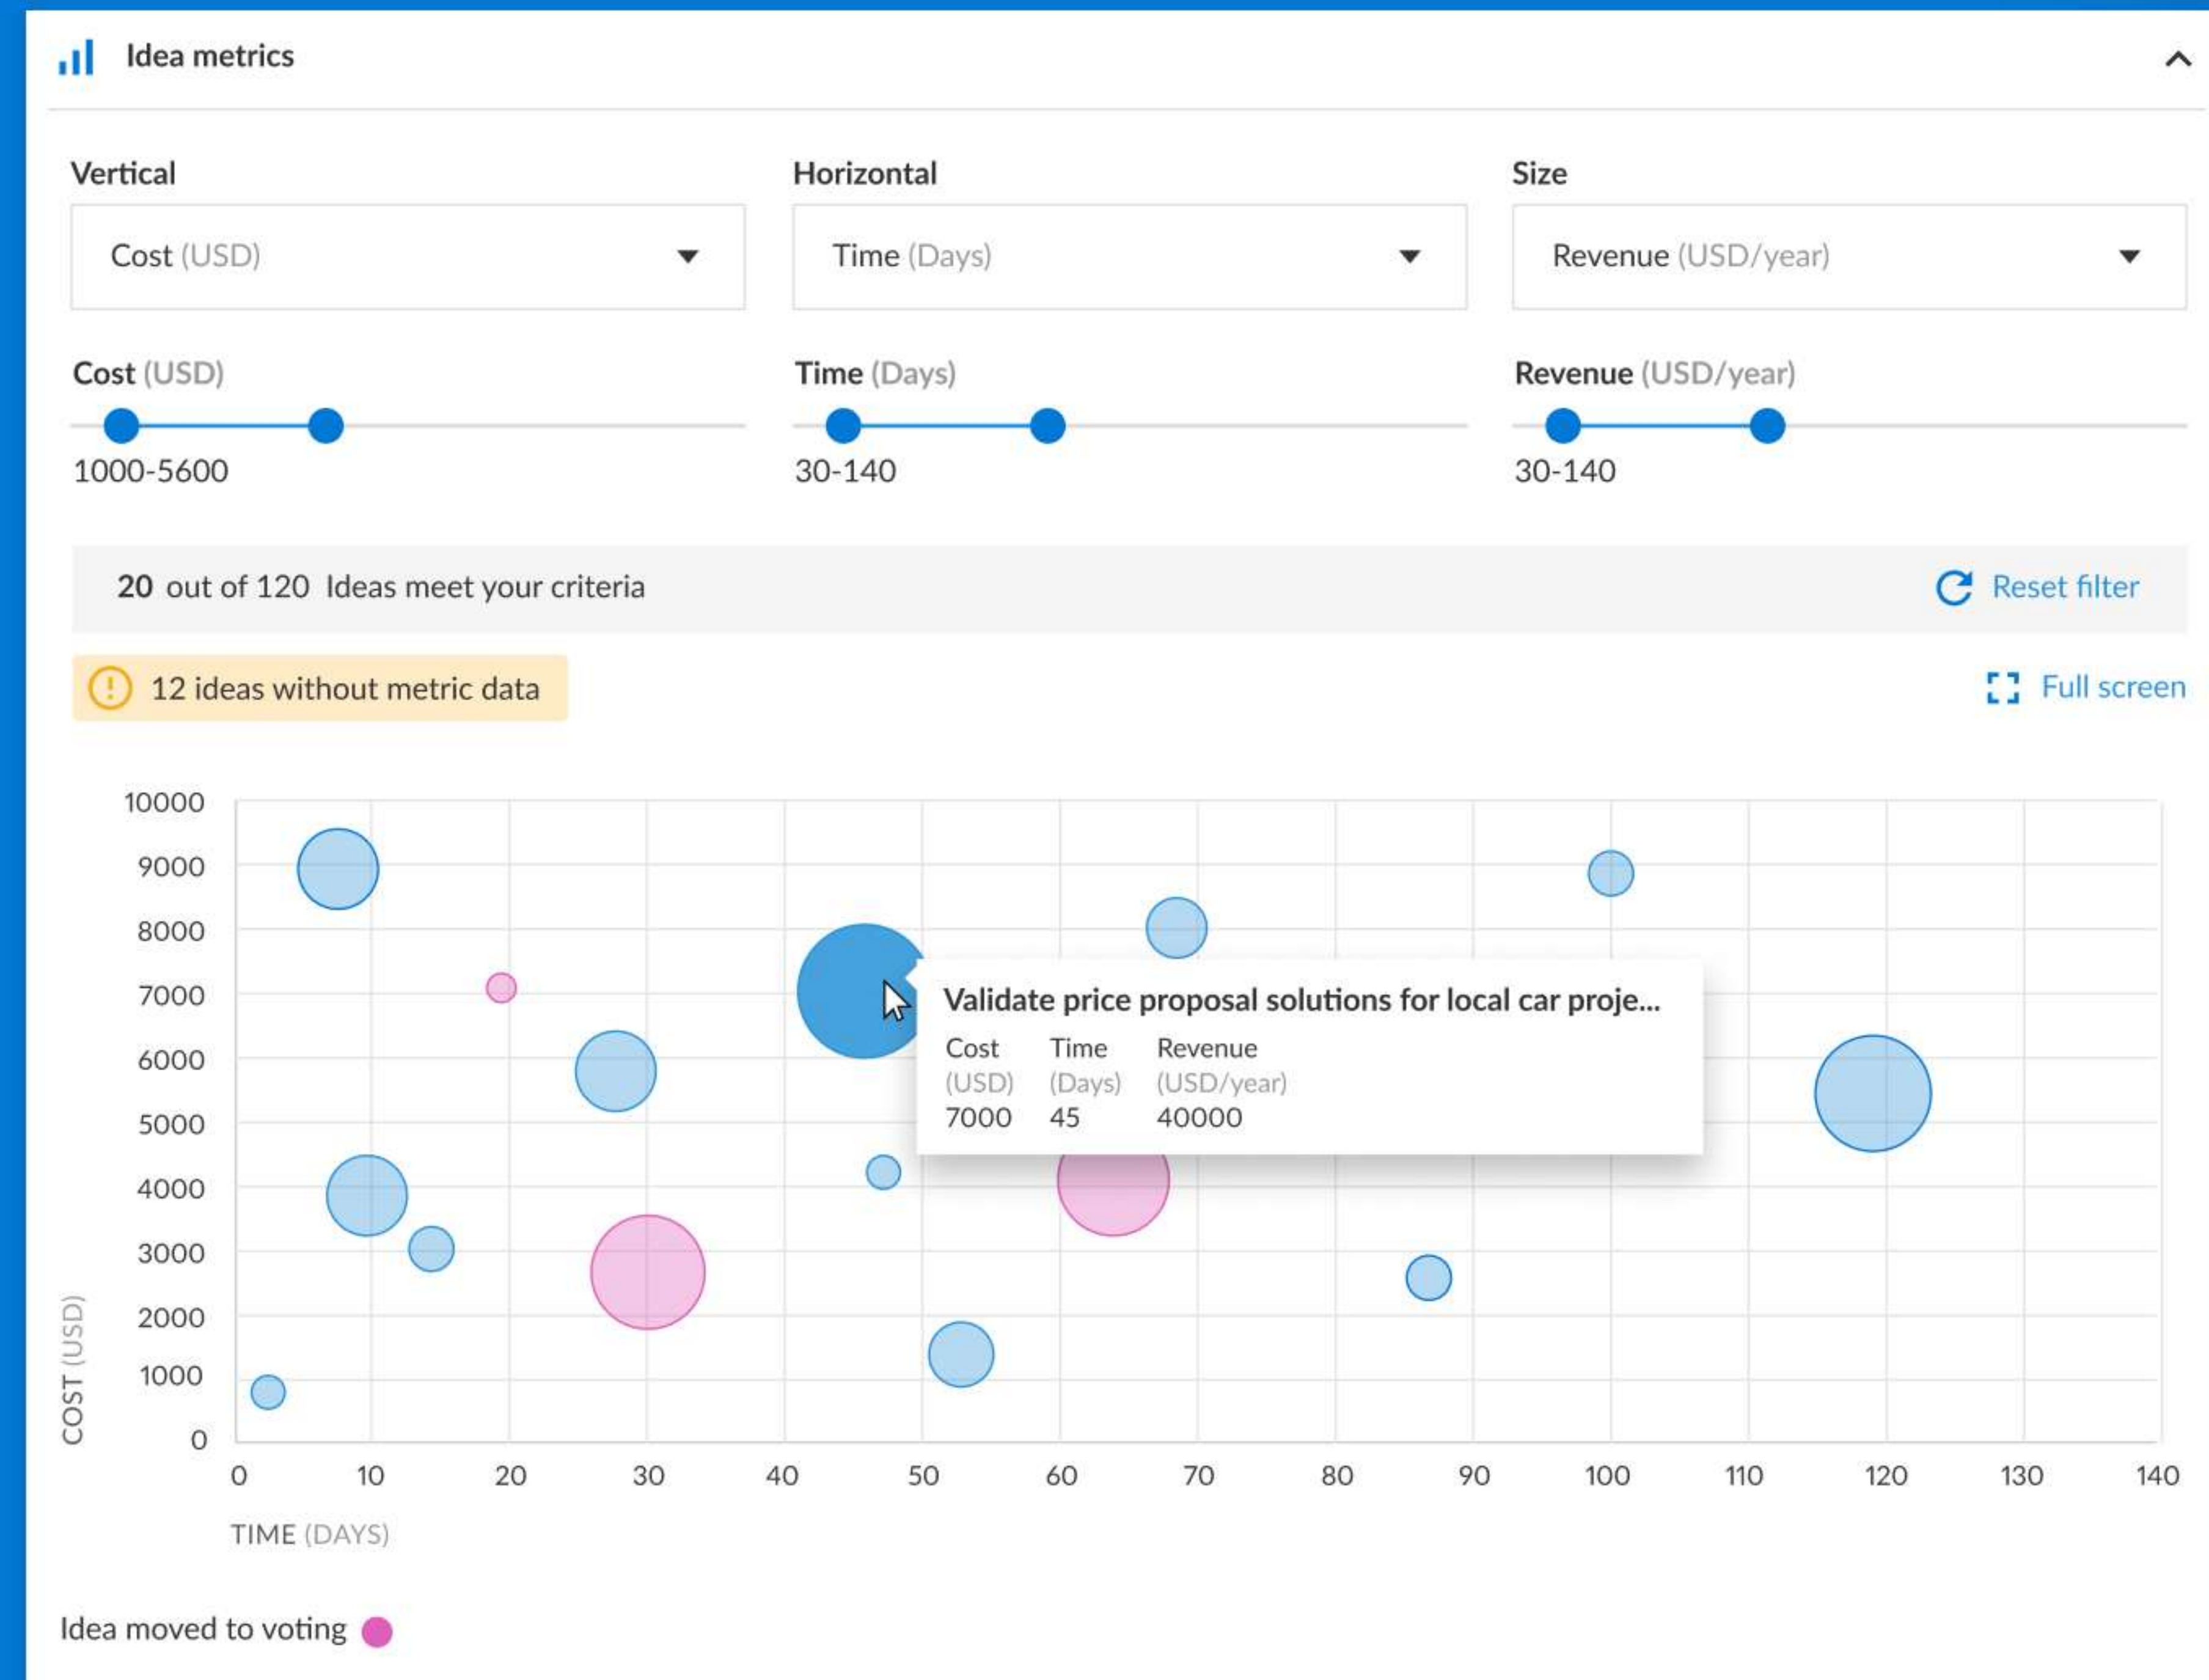 Idea metrics
Vertical
Horizontal
Size
Cost (USD)
Time (Days)
Revenue (USD/year)
Cost (USD)
Time (Days)
Revenue (USD/year)
1000-5600
30-140
30-140
20 out of 120 Ideas meet your criteria
Reset filter
12 ideas without metric data
Full screen
10000
9000
8000
7000
6000
5000
4000
3000
2000
1000
0
COST (USD)
Validate price proposal solutions for local car proje...
Cost Time Revenue
(USD) (Days) (USD/year)
7000 45 40000
0 10 20 30 40 50 60 70 80 90 100 110 120 130 140
TIME (DAYS)
Idea moved to voting